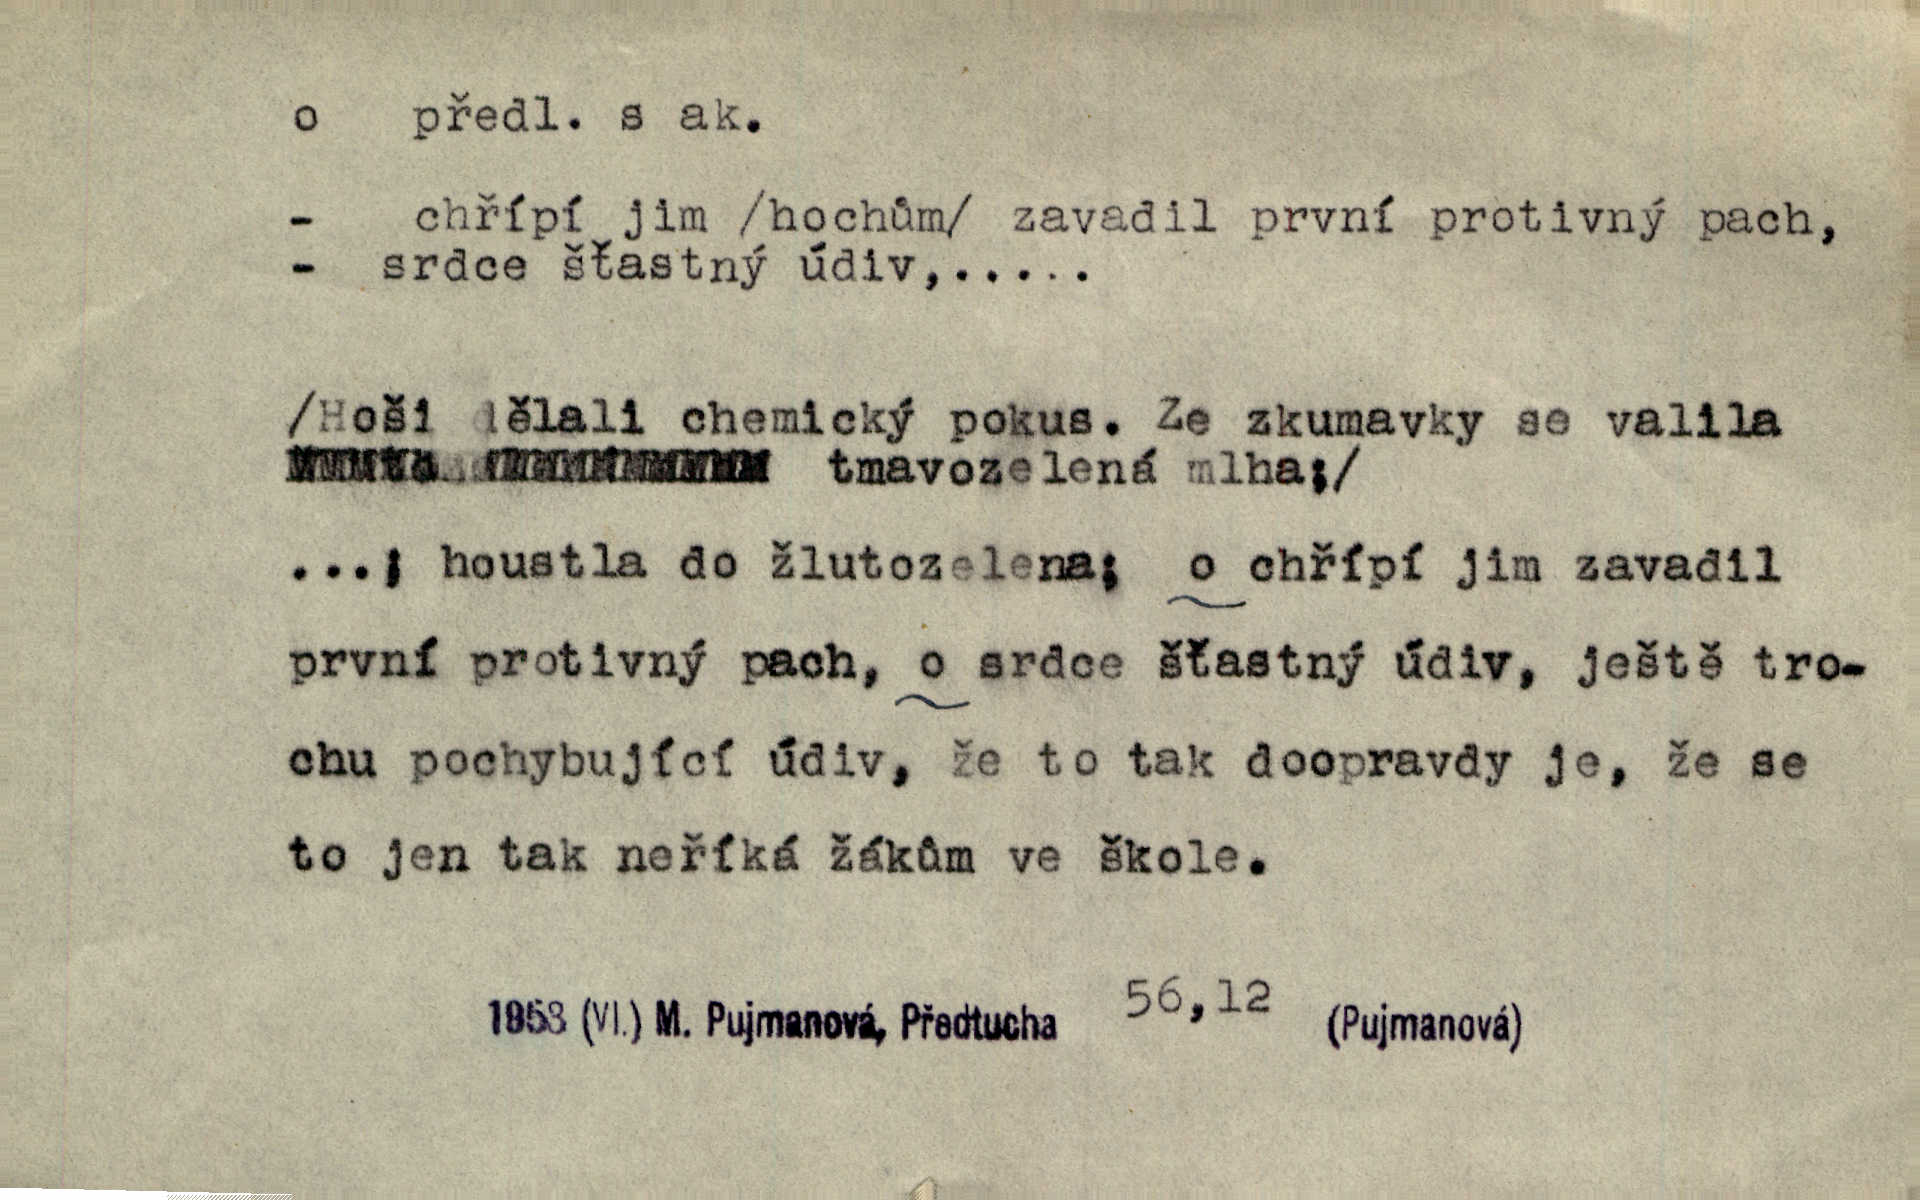 o předl. s ak.
- chřípí jim /hochům/ zavadil první protivný pach,
- srdce šťastný údiv,.....
/Hoši dělali chemický pokus. Ze zkumavky se valila
tmavozelená mlha;/
...; houstla do žlutozelena; o chřípí jim zavadil
první protivný pach, o srdce šťastný údiv, ještě tro-
chu pochybující údiv, že to tak doopravdy je, že se
to jen tak neříká žákům ve škole.
1953 (VI.) M. Pujmanová, Předtucha 56,12 (Pujmanová)